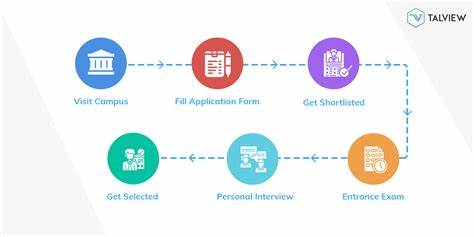 TALVIEW
Visit Campus
Fill Application Form
Get Shortlisted
Get Selected
Personal Interview
Entrance Exam